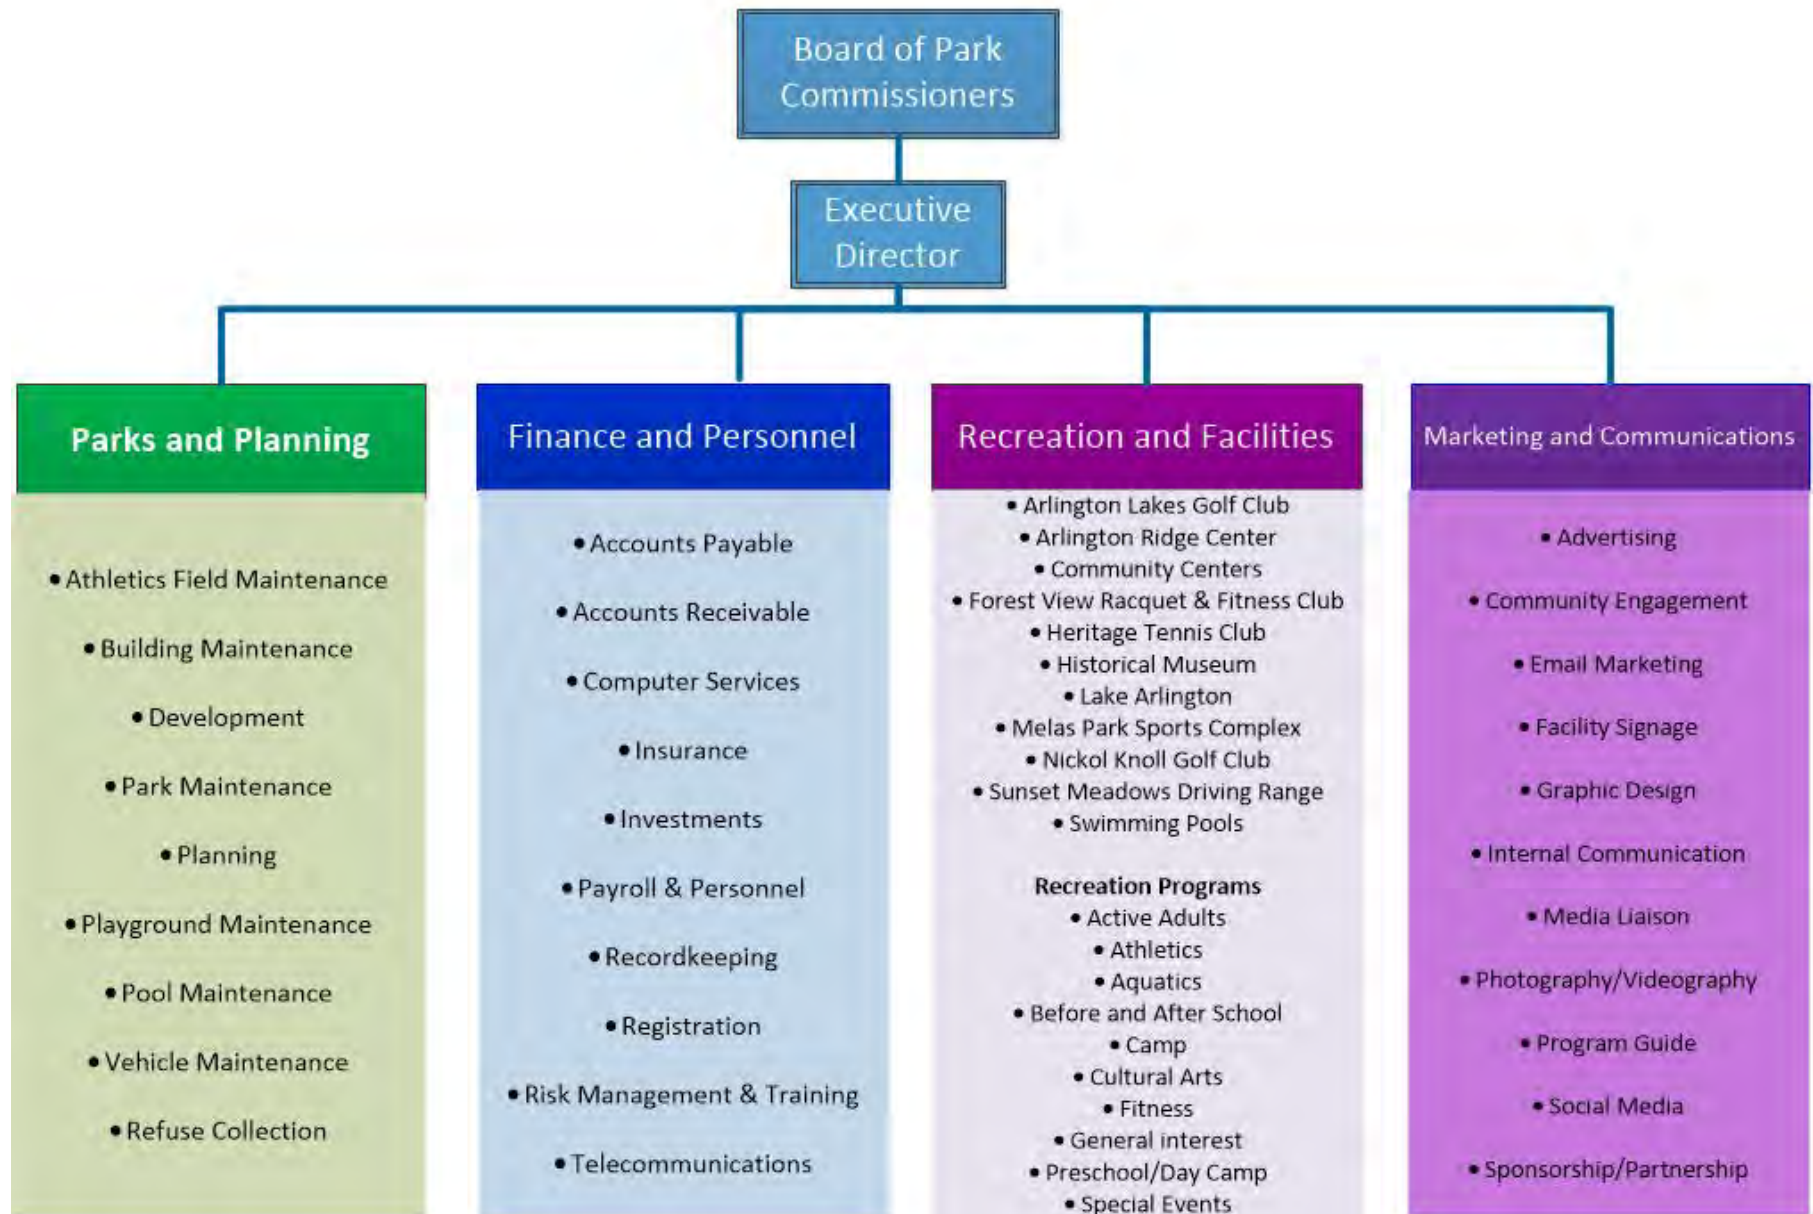 Board of Park
Commissioners
Executive
Director
Parks and Planning
• Athletics Field Maintenance
• Building Maintenance
• Development
• Park Maintenance
• Planning
• Playground Maintenance
• Pool Maintenance
• Vehicle Maintenance
• Refuse Collection
Finance and Personnel
• Accounts Payable
• Accounts Receivable
• Computer Services
• Insurance
• Investments
• Payroll & Personnel
• Recordkeeping
• Registration
• Risk Management & Training
• Telecommunications
Recreation and Facilities
• Arlington Lakes Golf Club
• Arlington Ridge Center
• Community Centers
• Forest View Racquet & Fitness Club
• Heritage Tennis Club
• Historical Museum
• Lake Arlington
• Melas Park Sports Complex
• Nickol Knoll Golf Club
• Sunset Meadows Driving Range
• Swimming Pools
Recreation Programs
• Active Adults
• Athletics
• Aquatics
• Before and After School
• Camp
• Cultural Arts
• Fitness
• General interest
• Preschool/Day Camp
• Special Events
Marketing and Communications
• Advertising
• Community Engagement
• Email Marketing
• Facility Signage
• Graphic Design
• Internal Communication
• Media Liaison
• Photography/Videography
• Program Guide
• Social Media
• Sponsorship/Partnership